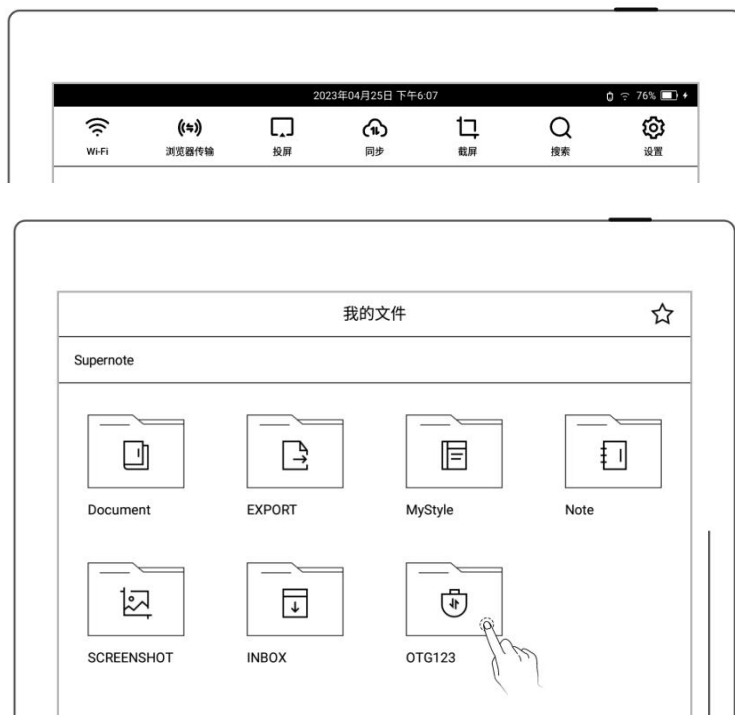 2023年04月25日 下午6:07 76%
Wi-Fi 浏览器传输 投屏 同步 截屏 搜索 设置
我的文件
Supernote
Document EXPORT MyStyle Note
SCREENSHOT INBOX OTG123